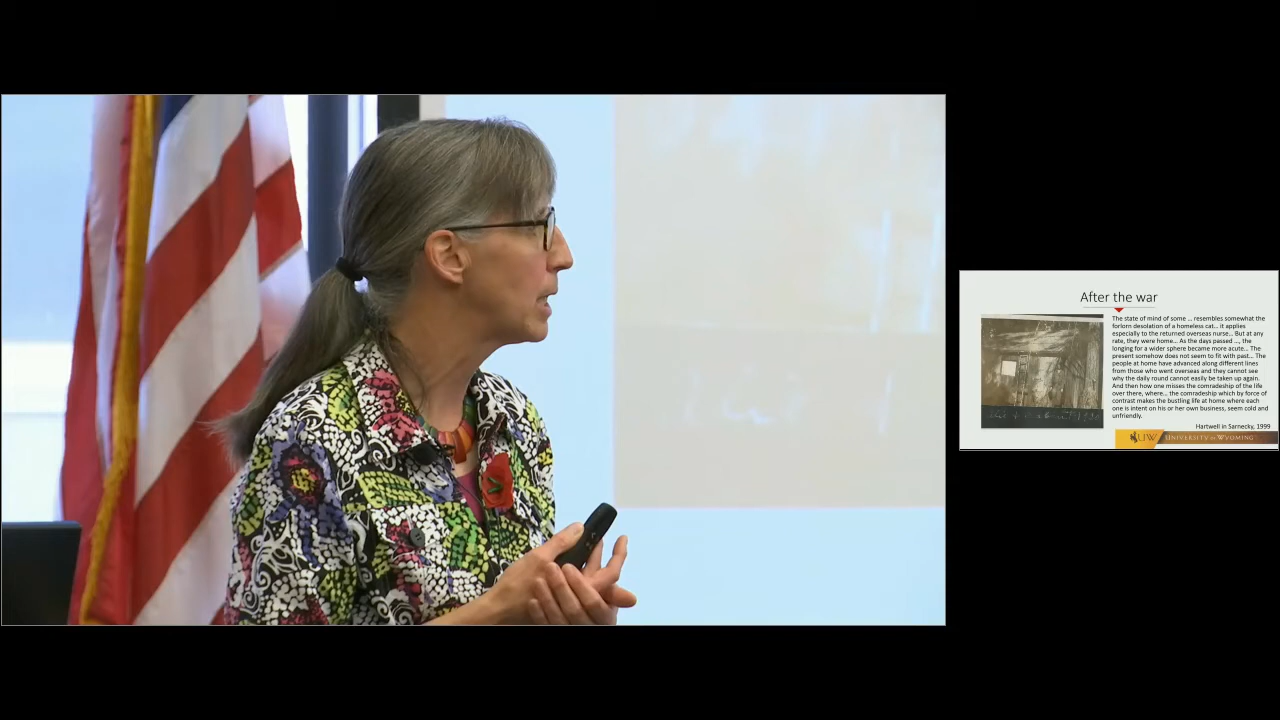 After the war
The state of mind of some ... resembles somewhat the
forlorn desolation of a homeless cat... it applies
especially to the returned overseas nurse... But at any
rate, they were home... As the days passed ..., the
longing for a wider sphere became more acute... The
present somehow does not seem to fit with past... The
people at home have advanced along different lines
from those who went overseas and they cannot see
why the daily round cannot easily be taken up again.
And then how one misses the comradeship of the life
over there, where... the comradeship which by force of
contrast makes the bustling life at home where each
one is intent on his or her own business, seem cold and
unfriendly.
Hartwell in Sarnecky, 1999
UW UNIVERSITY OF WYOMING